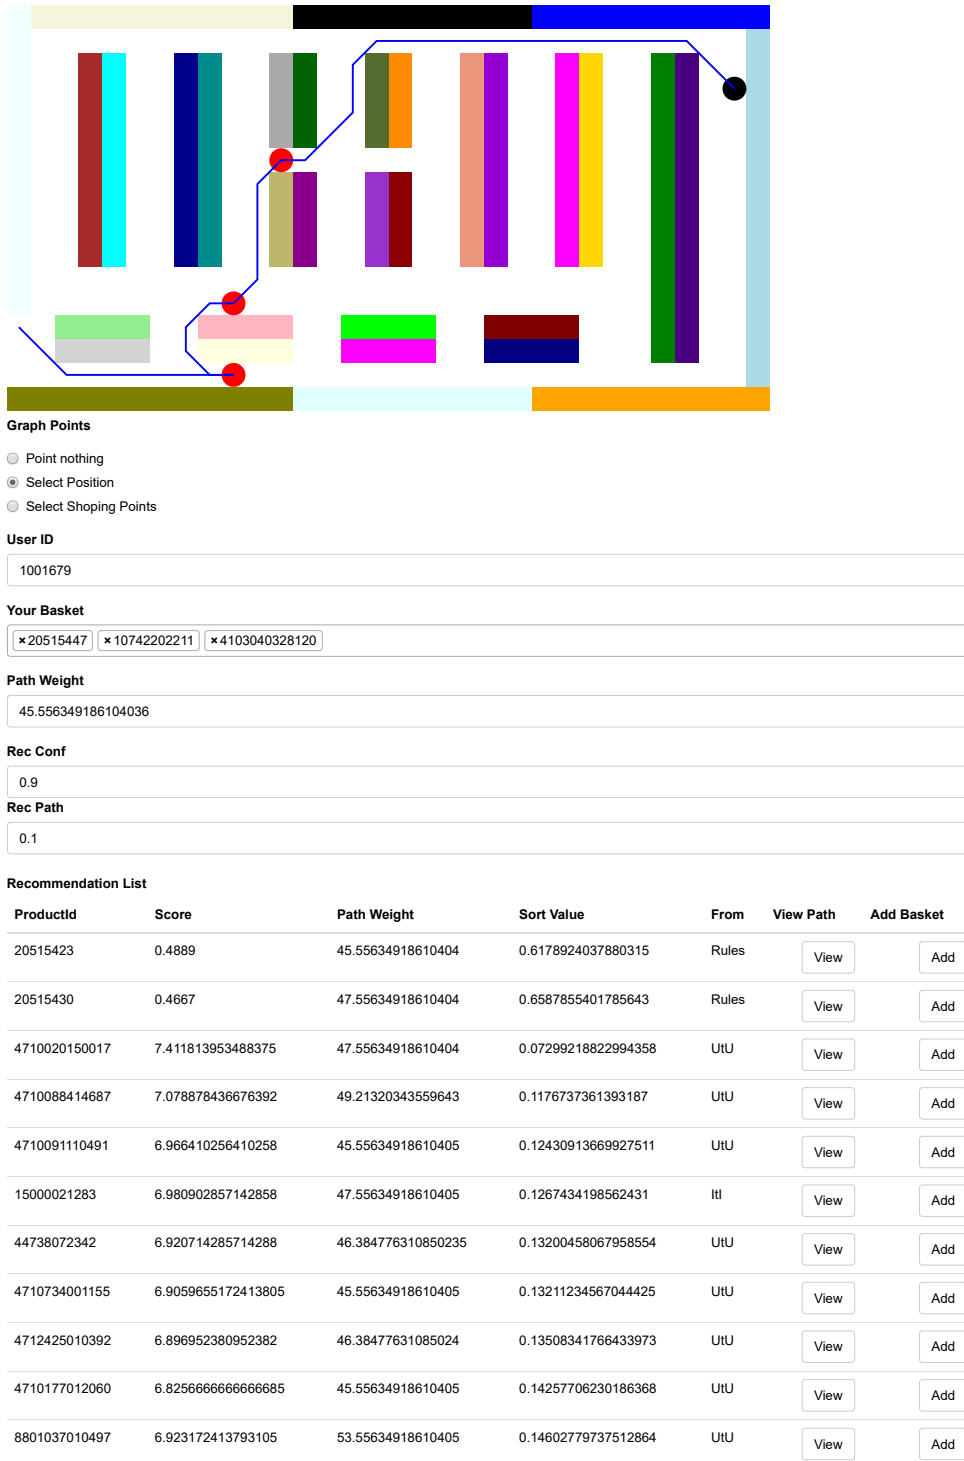 Graph Points
Point nothing
Select Position
Select Shoping Points
User ID
1001679
Your Basket
×20515447 ×10742202211 ×4103040328120
Path Weight
45.556349186104036
Rec Conf
0.9
Rec Path
0.1
Recommendation List
ProductId Score Path Weight Sort Value From View Path Add Basket
20515423 0.4889 45.55634918610404 0.6178924037880315 Rules View Add
20515430 0.4667 47.55634918610404 0.6587855401785643 Rules View Add
4710020150017 7.411813953488375 47.55634918610404 0.07299218822994358 UtU View Add
4710088414687 7.078878436676392 49.21320343559643 0.1176737361393187 UtU View Add
4710091110491 6.966410256410258 45.55634918610405 0.12430913669927511 UtU View Add
15000021283 6.980902857142858 47.55634918610405 0.1267434198562431 ItI View Add
44738072342 6.920714285714288 46.384776310850235 0.13200458067958554 UtU View Add
4710734001155 6.9059655172413805 45.55634918610405 0.13211234567044425 UtU View Add
4712425010392 6.896952380952382 46.38477631085024 0.13508341766433973 UtU View Add
4710177012060 6.8256666666666685 45.55634918610405 0.14257706230186368 UtU View Add
8801037010497 6.923172413793105 53.55634918610405 0.14602779737512864 UtU View Add